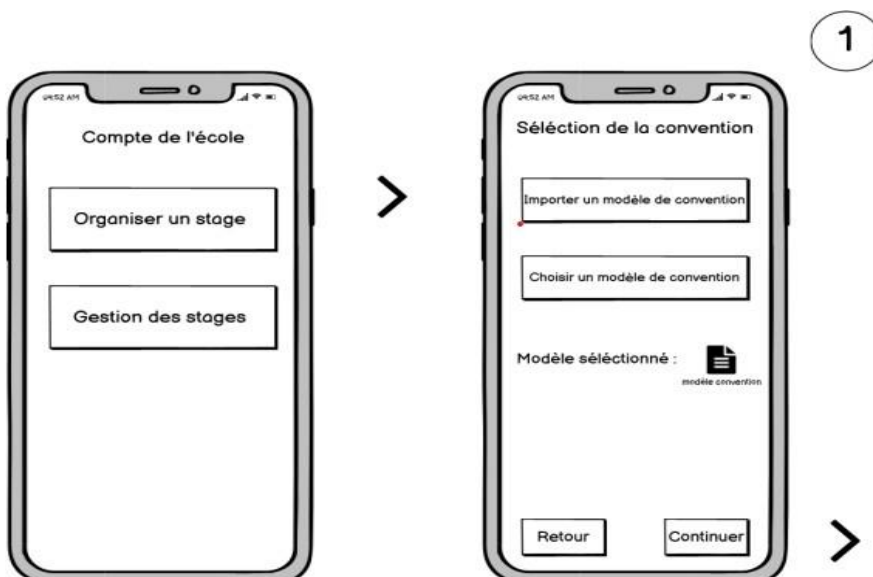 1
04:52 AM
Compte de l'école
Organiser un stage
Gestion des stages
>
04:52 AM
Séléction de la convention
Importer un modèle de convention
Choisir un modèle de convention
Modèle séléctionné :
modèle convention
Retour
Continuer
>